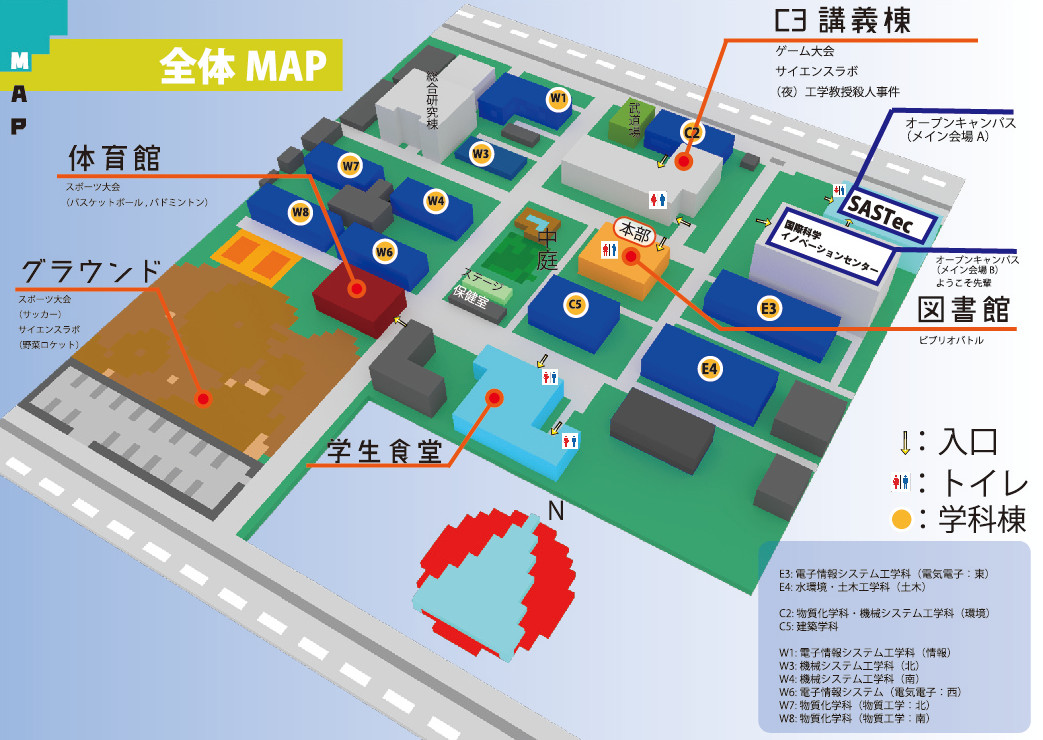 MAP
全体 MAP
C3 講義棟
ゲーム大会
サイエンスラボ
（夜）工学教授殺人事件
オープンキャンパス
（メイン会場 A）
体育館
スポーツ大会
（バスケットボール , バドミントン）
グラウンド
スポーツ大会
（サッカー）
サイエンスラボ
（野菜ロケット）
総合研究棟
W1
武道場
C2
W3
W7
W4
W8
W6
中庭
本部
ステージ
保健室
C5
SASTec
国際科学
イノベーションセンター
オープンキャンパス
（メイン会場 B）
ようこそ先輩
図書館
ビブリオバトル
E3
E4
学生食堂
N
：入口
：トイレ
：学科棟
E3: 電子情報システム工学科（電気電子：東）
E4: 水環境・土木工学科（土木）
C2: 物質化学科・機械システム工学科（環境）
C5: 建築学科
W1: 電子情報システム工学科（情報）
W3: 機械システム工学科（北）
W4: 機械システム工学科（南）
W6: 電子情報システム（電気電子：西）
W7: 物質化学科（物質工学：北）
W8: 物質化学科（物質工学：南）